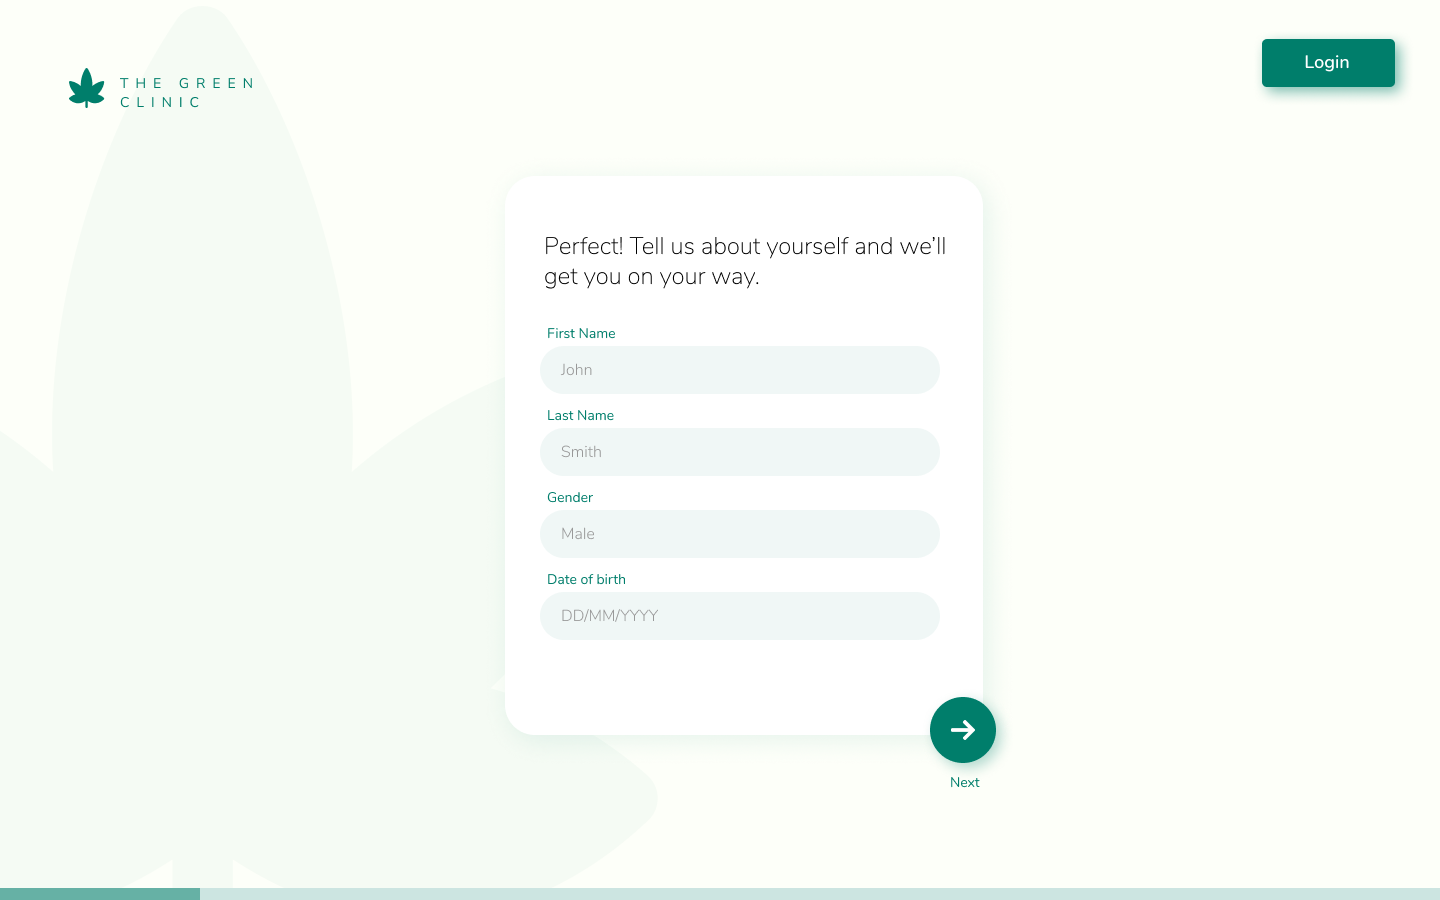 THE GREEN
CLINIC
Login
Perfect! Tell us about yourself and we’ll
get you on your way.
First Name
John
Last Name
Smith
Gender
Male
Date of birth
DD/MM/YYYY
Next